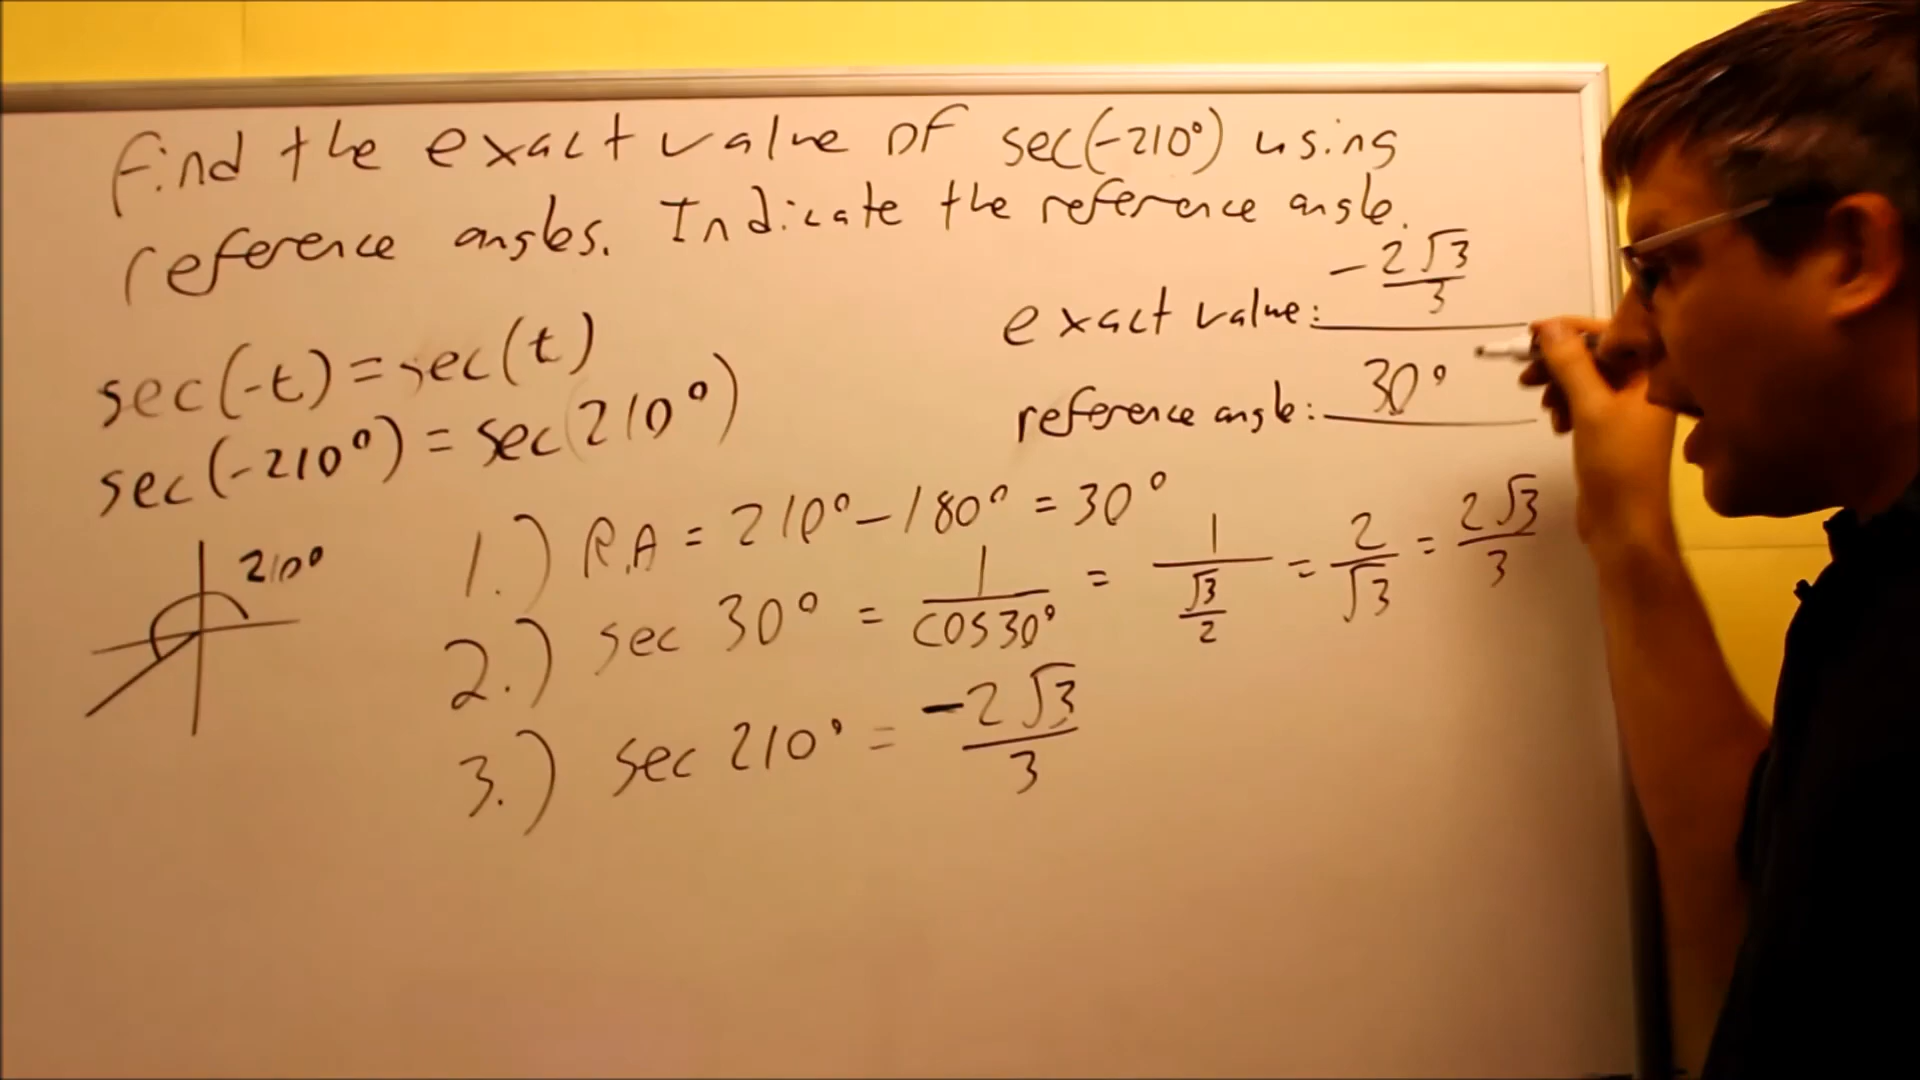 Find the exact value of sec(-210°) using
reference angles. Indicate the reference angle.
exact value: -2√3/3
reference angle: 30°
sec(-t) = sec(t)
sec(-210°) = sec(210°)
210°
1.) R.A = 210° - 180° = 30°
2.) sec 30° = 1/cos30° = 1/(√3/2) = 2/√3 = 2√3/3
3.) sec 210° = -2√3/3